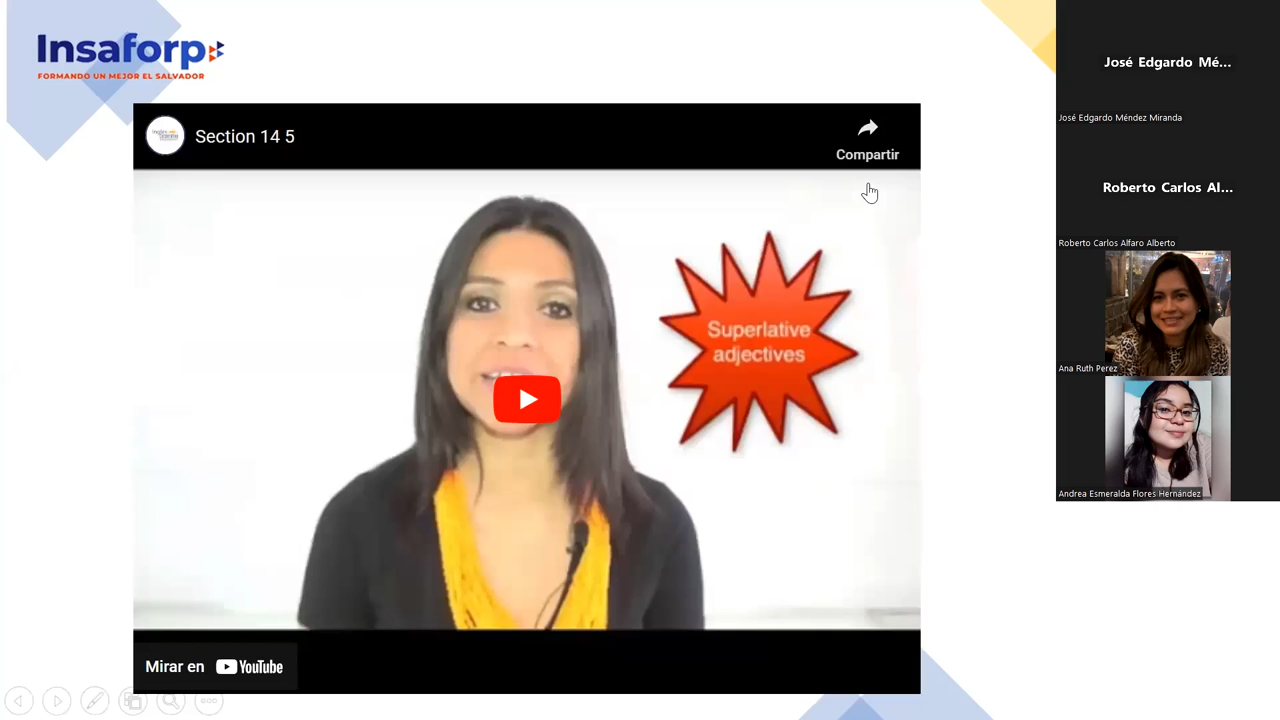 Insaforp
FORMANDO UN MEJOR EL SALVADOR
Section 14 5
Compartir
Superlative
adjectives
Mirar en YouTube
José Edgardo Mé...
José Edgardo Méndez Miranda
Roberto Carlos Al...
Roberto Carlos Alfaro Alberto
Ana Ruth Perez
Andrea Esmeralda Flores Hernández